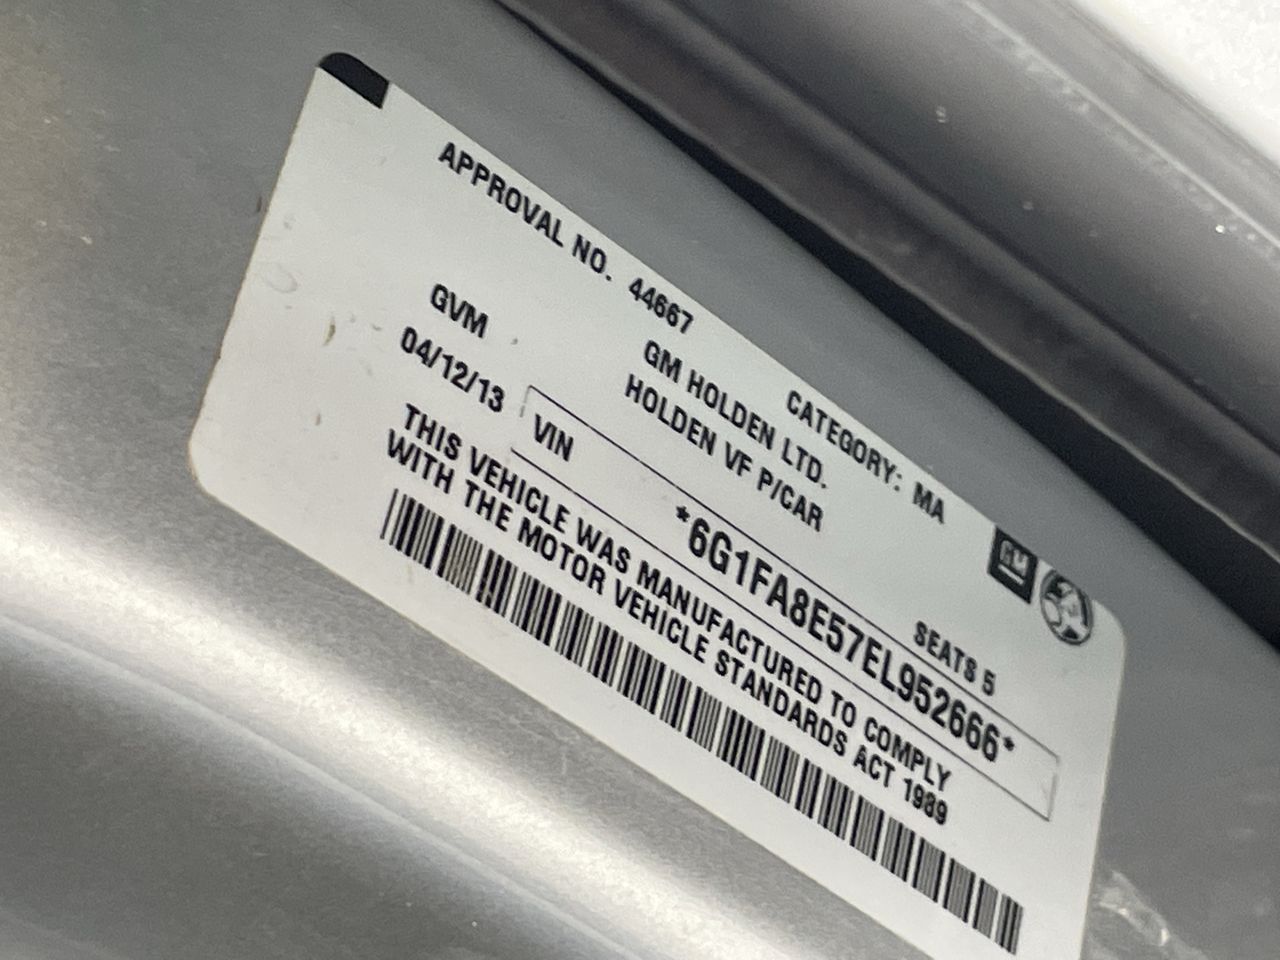 APPROVAL NO. 44667
CATEGORY: MA
GM
GVM
GM HOLDEN LTD.
04/12/13
HOLDEN VF P/CAR
SEATS 5
VIN
*6G1FA8E57EL952666*
THIS VEHICLE WAS MANUFACTURED TO COMPLY
WITH THE MOTOR VEHICLE STANDARDS ACT 1989